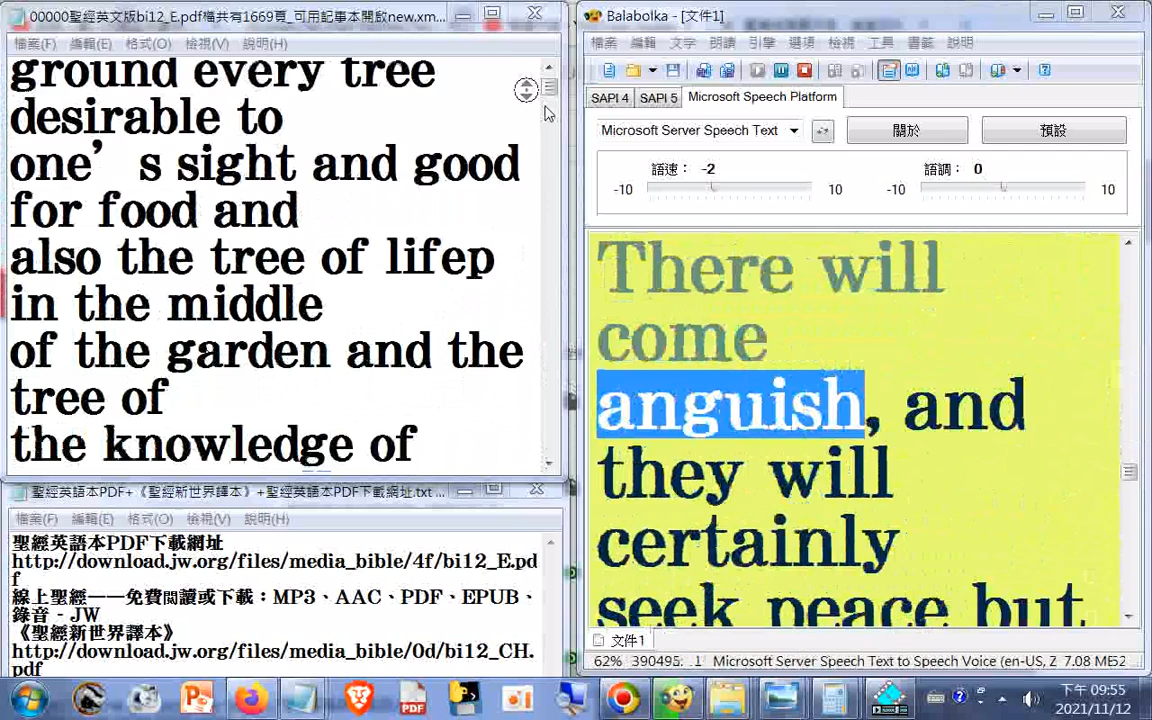 00000聖經英文版bi12_E.pdf檔共有1669頁_可用記事本開啟new.xm...
檔案(F) 編輯(E) 格式(O) 檢視(V) 說明(H)
ground every tree
desirable to
one’s sight and good
for food and
also the tree of lifep
in the middle
of the garden and the
tree of
the knowledge of
聖經英語本PDF+《聖經新世界譯本》+聖經英語本PDF下載網址.txt ...
檔案(F) 編輯(E) 格式(O) 檢視(V) 說明(H)
聖經英語本PDF下載網址
http://download.jw.org/files/media_bible/4f/bi12_E.pd
f
線上聖經——免費閱讀或下載：MP3、AAC、PDF、EPUB、
錄音 - JW
《聖經新世界譯本》
http://download.jw.org/files/media_bible/0d/bi12_CH.
pdf
Balabolka - [文件1]
檔案 編輯 文字 朗讀 引擎 選項 檢視 工具 書籤 說明
SAPI 4 SAPI 5 Microsoft Speech Platform
Microsoft Server Speech Text 關於 預設
語速： -2 語調： 0
-10 10 -10 10
There will
come
anguish, and
they will
certainly
seek peace but
文件1
62% 390495. .1 Microsoft Server Speech Text to Speech Voice (en-US, Z 7.08 ME52
PDF
下午 09:55
2021/11/12